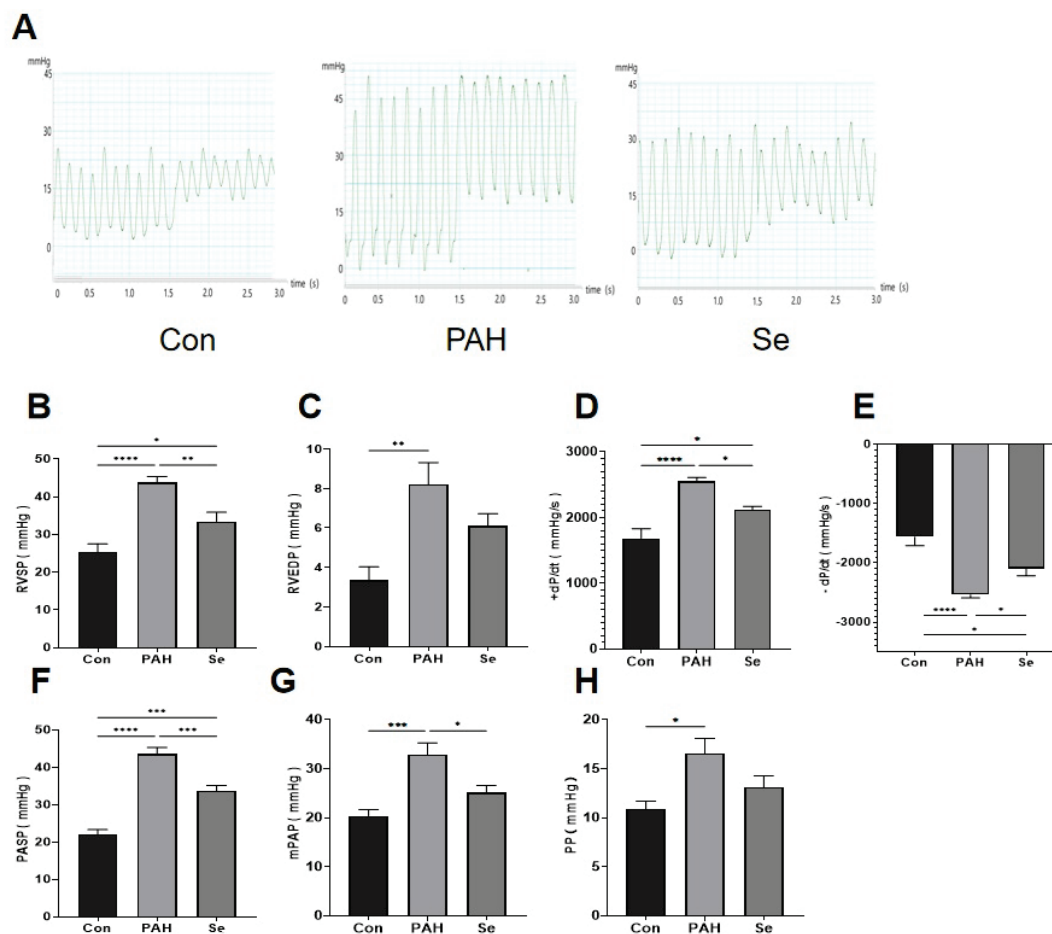 A
mmHg
45
30
15
0
0 0.5 1.0 1.5 2.0 2.5 3.0
time (s)
Con
mmHg
45
30
15
0
0 0.5 1.0 1.5 2.0 2.5 3.0
time (s)
PAH
mmHg
45
30
15
0
0 0.5 1.0 1.5 2.0 2.5 3.0
time (s)
Se
B
RVSP ( mmHg)
50
40
30
20
10
0
*
**** **
Con PAH Se
C
RVEDP ( mmHg)
10
8
6
4
2
0
**
Con PAH Se
D
+dP/dt ( mmHg/s)
3000
2000
1000
0
*
**** *
Con PAH Se
E
- dP/dt ( mmHg/s)
0
-1000
-2000
-3000
**** *
*
Con PAH Se
F
PASP ( mmHg)
50
40
30
20
10
0
***
**** ***
Con PAH Se
G
mPAP ( mmHg)
40
30
20
10
0
*** *
Con PAH Se
H
PP ( mmHg)
20
15
10
5
0
*
Con PAH Se